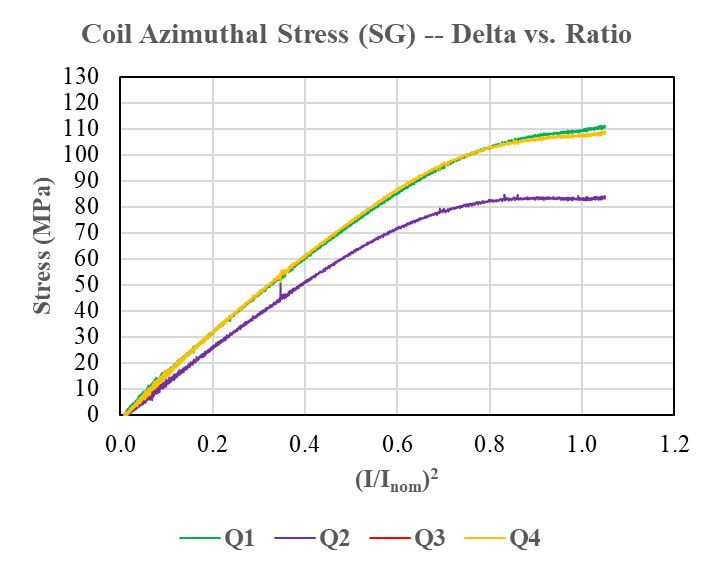 Coil Azimuthal Stress (SG) -- Delta vs. Ratio
130
120
110
100
90
80
70
60
50
40
30
20
10
0
Stress (MPa)
0.0 0.2 0.4 0.6 0.8 1.0 1.2
(I/Inom)²
Q1 Q2 Q3 Q4